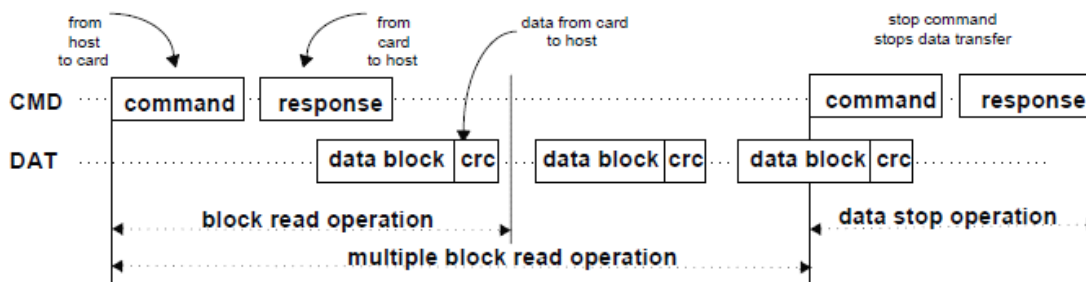 from
host
to card
from
card
to host
data from card
to host
stop command
stops data transfer
CMD
command
response
command
response
DAT
data block
crc
data block
crc
data block
crc
block read operation
data stop operation
multiple block read operation